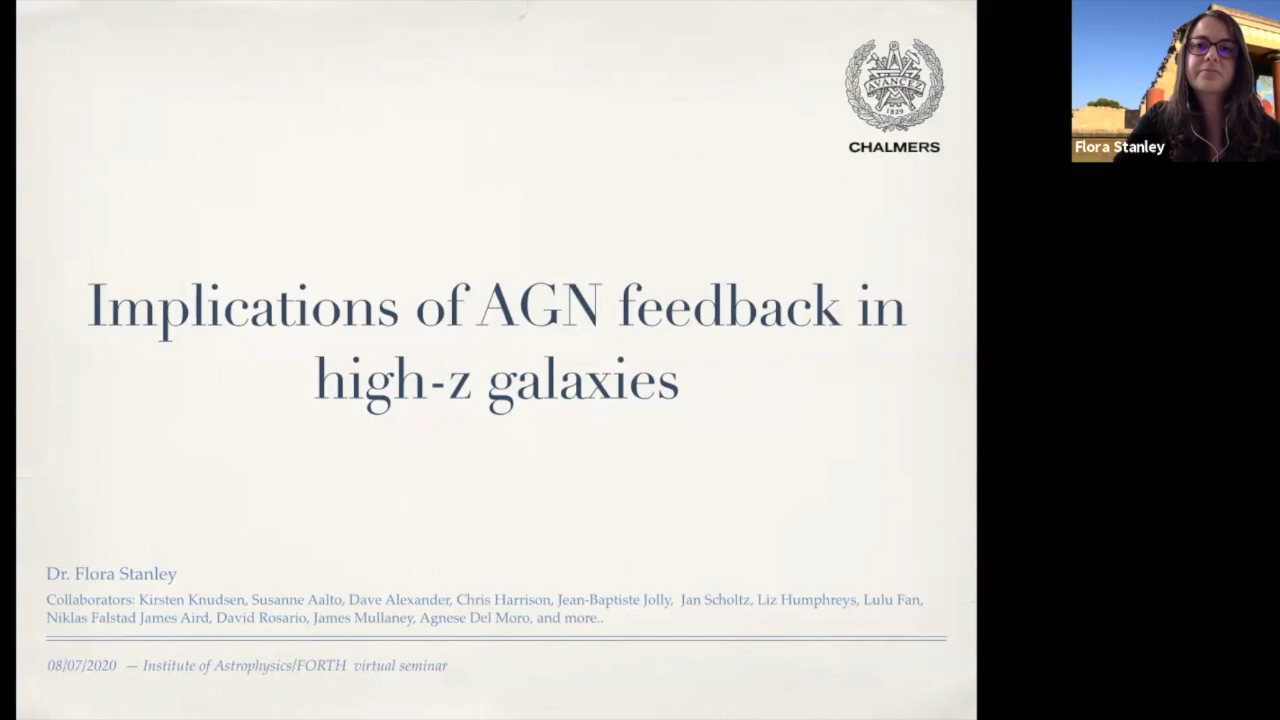 AVANCEZ
1829
CHALMERS
Flora Stanley
Implications of AGN feedback in
high-z galaxies
Dr. Flora Stanley
Collaborators: Kirsten Knudsen, Susanne Aalto, Dave Alexander, Chris Harrison, Jean-Baptiste Jolly, Jan Scholtz, Liz Humphreys, Lulu Fan,
Niklas Falstad James Aird, David Rosario, James Mullaney, Agnese Del Moro, and more..
08/07/2020 — Institute of Astrophysics/FORTH virtual seminar